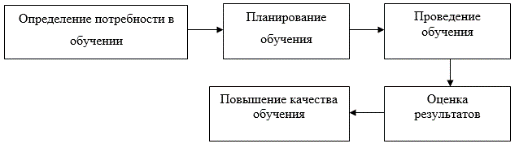 Определение потребности в
обучении
Планирование
обучения
Проведение
обучения
Оценка
результатов
Повышение качества
обучения